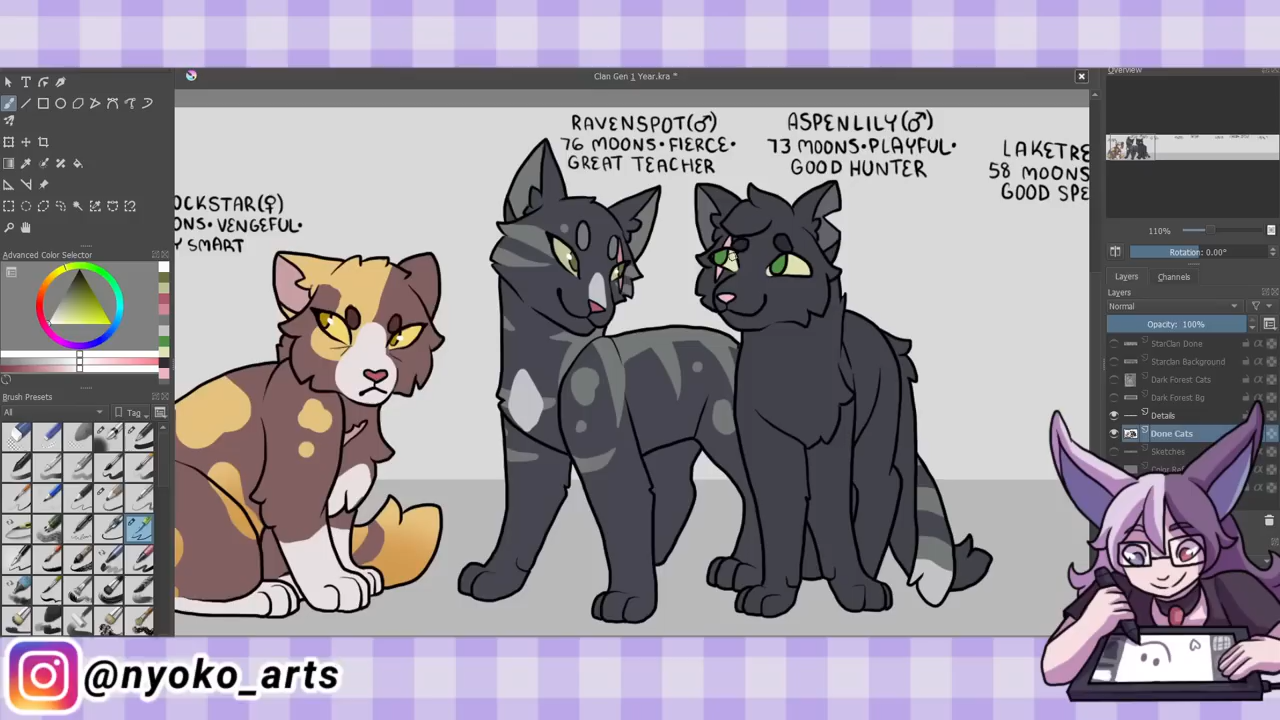 Clan Gen 1 Year.kra *
Overview
RAVENSPOT(♂)
76 MOONS•FIERCE•
GREAT TEACHER
ASPENLILY(♂)
73 MOONS•PLAYFUL•
GOOD HUNTER
LAKETRE
58 MOONS
GOOD SPE
OCKSTAR(♀)
ONS•VENGEFUL•
Y SMART
Advanced Color Selector
Brush Presets
All
Tag
110%
Rotation: 0.00°
Layers
Channels
Layers
Normal
Opacity: 100%
StarClan Done
Starclan Background
Dark Forest Cats
Dark Forest Bg
Details
Done Cats
Sketches
@nyoko_arts